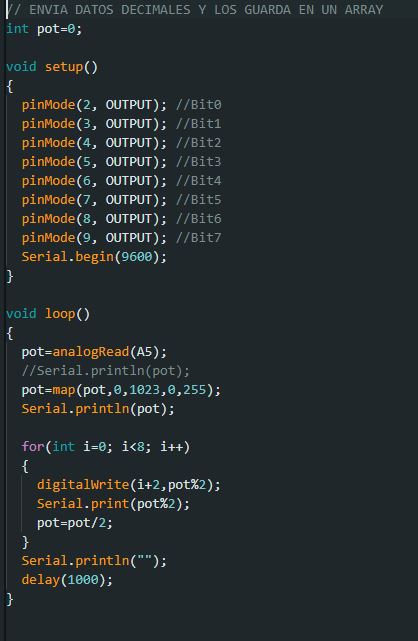 // ENVIA DATOS DECIMALES Y LOS GUARDA EN UN ARRAY
int pot=0;

void setup()
{
  pinMode(2, OUTPUT); //Bit0
  pinMode(3, OUTPUT); //Bit1
  pinMode(4, OUTPUT); //Bit2
  pinMode(5, OUTPUT); //Bit3
  pinMode(6, OUTPUT); //Bit4
  pinMode(7, OUTPUT); //Bit5
  pinMode(8, OUTPUT); //Bit6
  pinMode(9, OUTPUT); //Bit7
  Serial.begin(9600);
}

void loop()
{
  pot=analogRead(A5);
  //Serial.println(pot);
  pot=map(pot,0,1023,0,255);
  Serial.println(pot);

  for(int i=0; i<8; i++)
  {
    digitalWrite(i+2,pot%2);
    Serial.print(pot%2);
    pot=pot/2;
  }
  Serial.println("");
  delay(1000);
}